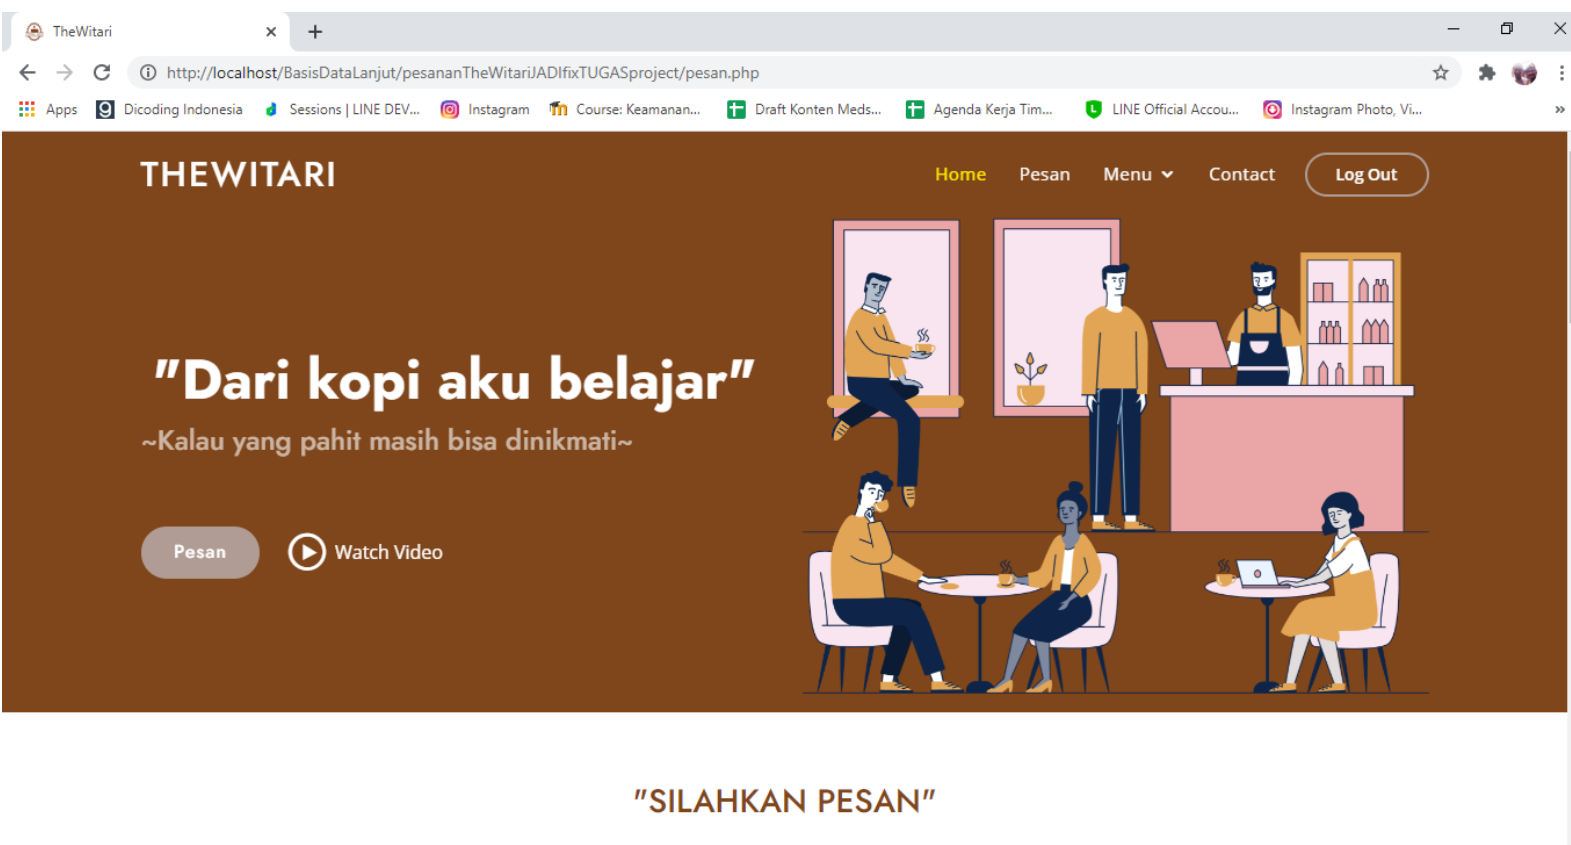 TheWitari
http://localhost/BasisDataLanjut/pesananTheWitariJADIfixTUGASproject/pesan.php
Apps Dicoding Indonesia Sessions | LINE DEV... Instagram Course: Keamanan... Draft Konten Meds... Agenda Kerja Tim... LINE Official Accou... Instagram Photo, Vi... »
THEWITARI Home Pesan Menu Contact Log Out
"Dari kopi aku belajar"
~Kalau yang pahit masih bisa dinikmati~
Pesan Watch Video
"SILAHKAN PESAN"